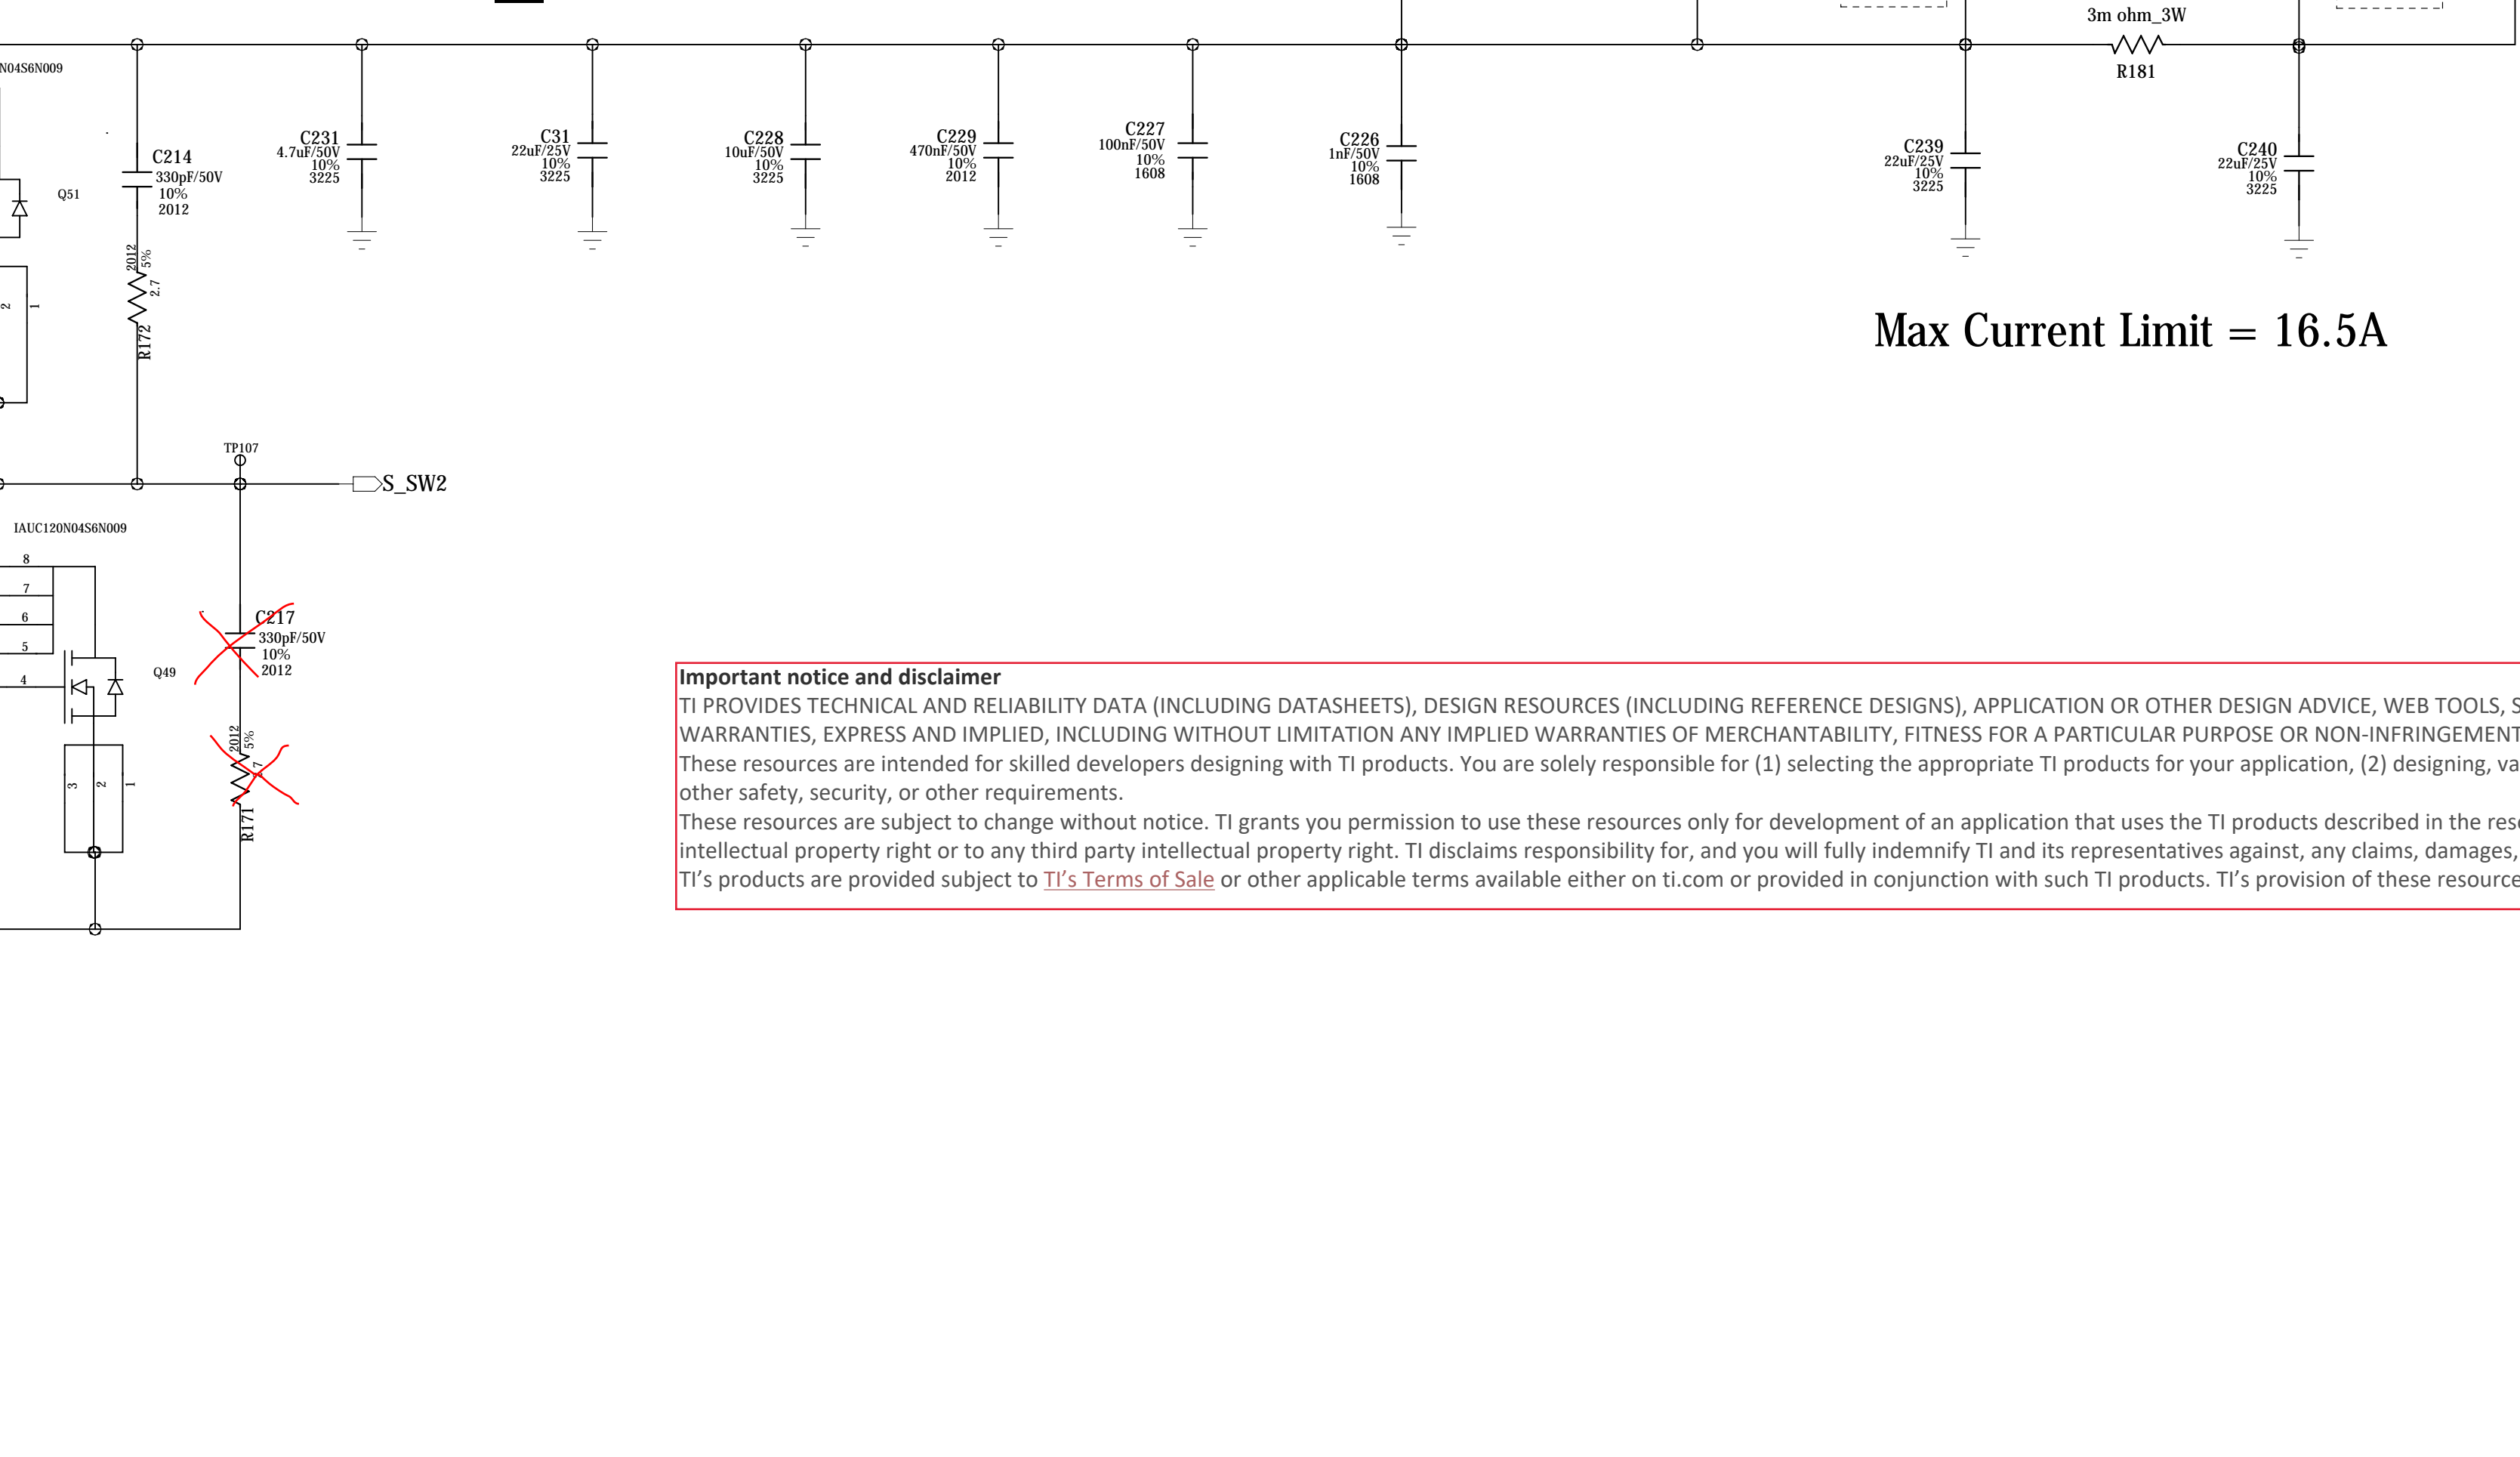 3m ohm_3W
R181
N04S6N009
Q51
C214
330pF/50V
10%
2012
C231
4.7uF/50V
10%
3225
C31
22uF/25V
10%
3225
C228
10uF/50V
10%
3225
C229
470nF/50V
10%
2012
C227
100nF/50V
10%
1608
C226
1nF/50V
10%
1608
C239
22uF/25V
10%
3225
C240
22uF/25V
10%
3225
2012
5%
2.7
R172
2
1
Max Current Limit = 16.5A
TP107
S_SW2
IAUC120N04S6N009
8
7
6
5
4
Q49
C217
330pF/50V
10%
2012
2012
5%
R171
3
2
1
Important notice and disclaimer
TI PROVIDES TECHNICAL AND RELIABILITY DATA (INCLUDING DATASHEETS), DESIGN RESOURCES (INCLUDING REFERENCE DESIGNS), APPLICATION OR OTHER DESIGN ADVICE, WEB TOOLS, S
WARRANTIES, EXPRESS AND IMPLIED, INCLUDING WITHOUT LIMITATION ANY IMPLIED WARRANTIES OF MERCHANTABILITY, FITNESS FOR A PARTICULAR PURPOSE OR NON-INFRINGEMENT
These resources are intended for skilled developers designing with TI products. You are solely responsible for (1) selecting the appropriate TI products for your application, (2) designing, va
other safety, security, or other requirements.
These resources are subject to change without notice. TI grants you permission to use these resources only for development of an application that uses the TI products described in the res
intellectual property right or to any third party intellectual property right. TI disclaims responsibility for, and you will fully indemnify TI and its representatives against, any claims, damages,
TI's products are provided subject to TI's Terms of Sale or other applicable terms available either on ti.com or provided in conjunction with such TI products. TI's provision of these resource